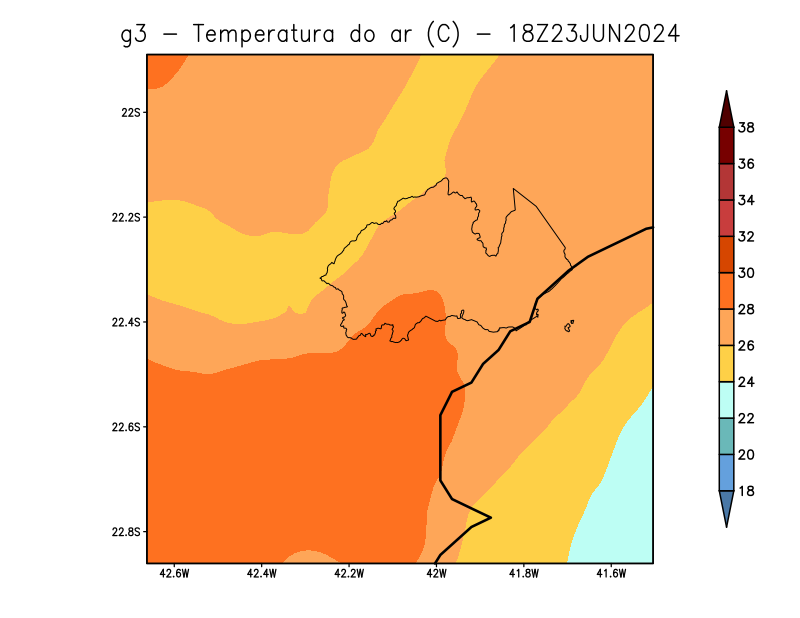 g3 – Temperatura do ar (C) – 18Z23JUN2024
22S
22.2S
22.4S
22.6S
22.8S
42.6W
42.4W
42.2W
42W
41.8W
41.6W
38
36
34
32
30
28
26
24
22
20
18